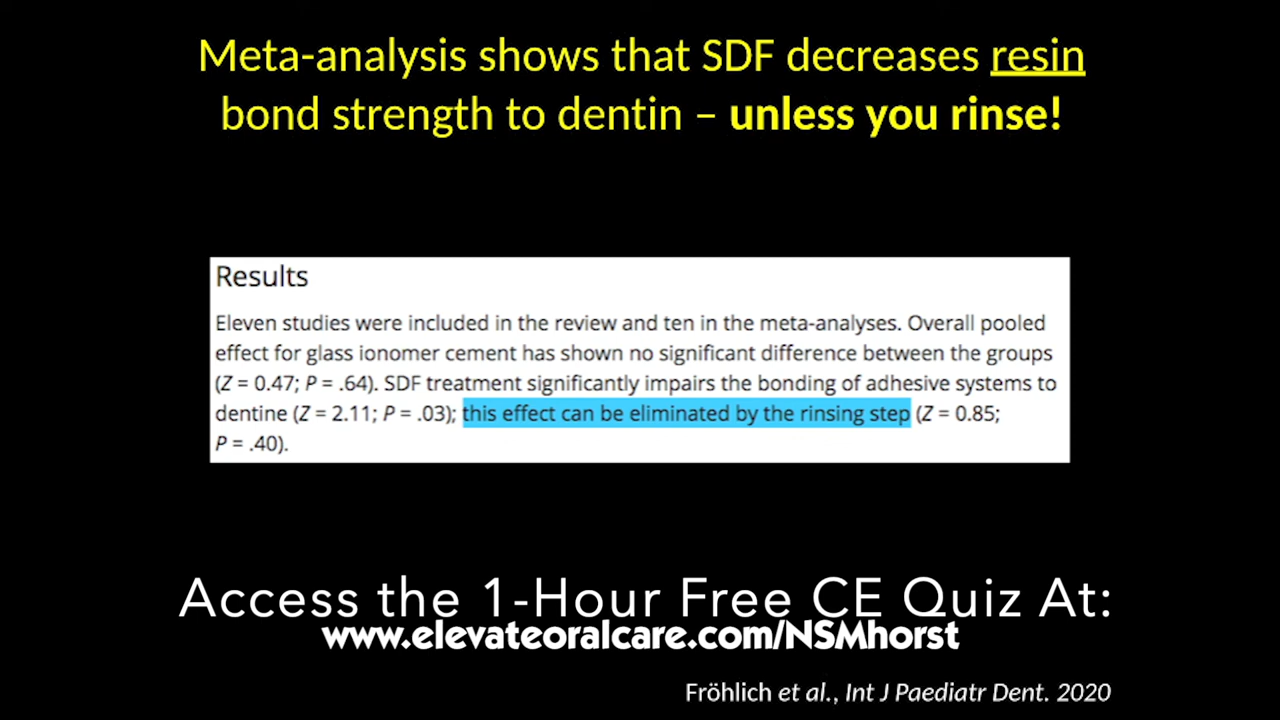 Meta-analysis shows that SDF decreases resin
bond strength to dentin – unless you rinse!
Results
Eleven studies were included in the review and ten in the meta-analyses. Overall pooled
effect for glass ionomer cement has shown no significant difference between the groups
(Z = 0.47; P = .64). SDF treatment significantly impairs the bonding of adhesive systems to
dentine (Z = 2.11; P = .03); this effect can be eliminated by the rinsing step (Z = 0.85;
P = .40).
Access the 1-Hour Free CE Quiz At:
www.elevateoralcare.com/NSMhorst
Fröhlich et al., Int J Paediatr Dent. 2020